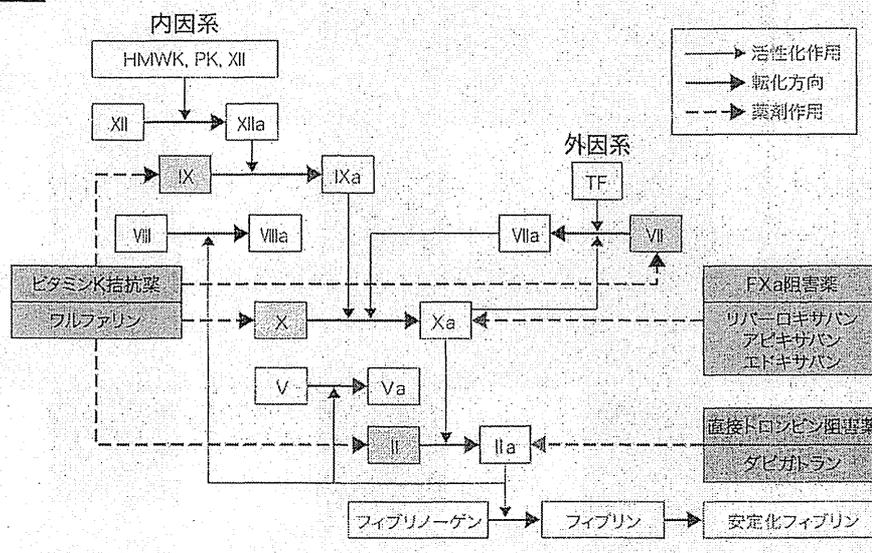 内因系
HMWK, PK, XII
活性化作用
転化方向
薬剤作用
XII
XIIa
外因系
TF
IX
IXa
VIII
VIIIa
VIIa
VII
ビタミンK拮抗薬
ワルファリン
FXa阻害薬
リバーロキサバン
アピキサバン
エドキサバン
X
Xa
V
Va
直接トロンビン阻害薬
ダビガトラン
II
IIa
フィブリノーゲン
フィブリン
安定化フィブリン